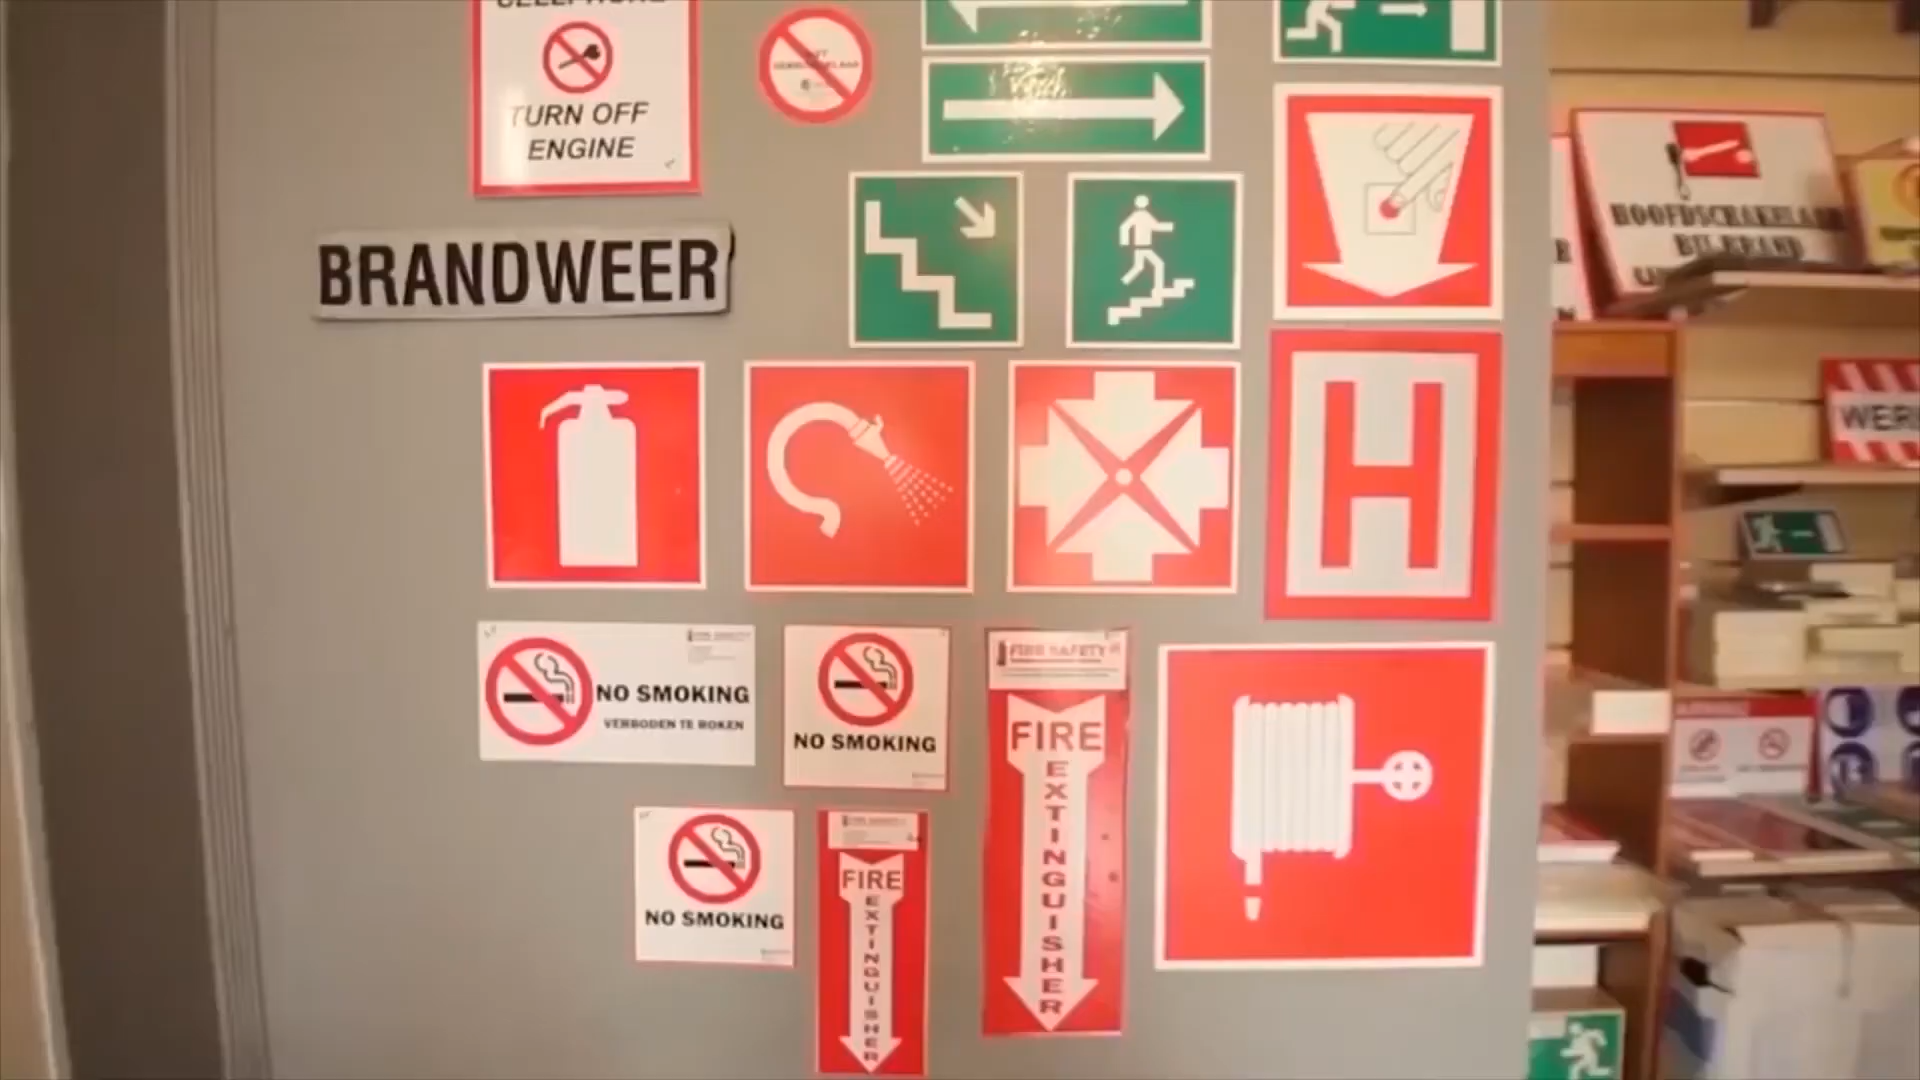 TURN OFF
ENGINE
BRANDWEER
H
NO SMOKING
VERBODEN TE ROKEN
NO SMOKING
FIRE SAFETY
FIRE
EXTINGUISHER
NO SMOKING
FIRE
EXTINGUISHER
HOOFDSCHAKELAAR
BIJ BRAND